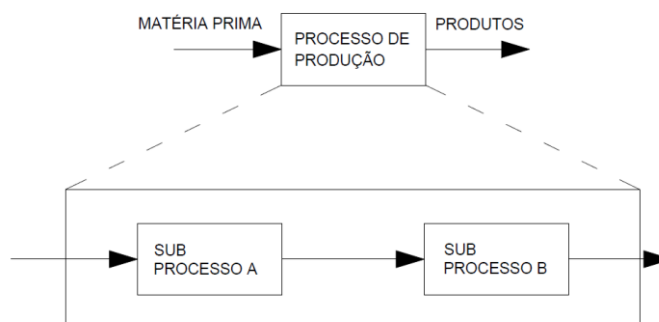 MATÉRIA PRIMA
PROCESSO DE
PRODUÇÃO
PRODUTOS
SUB
PROCESSO A
SUB
PROCESSO B